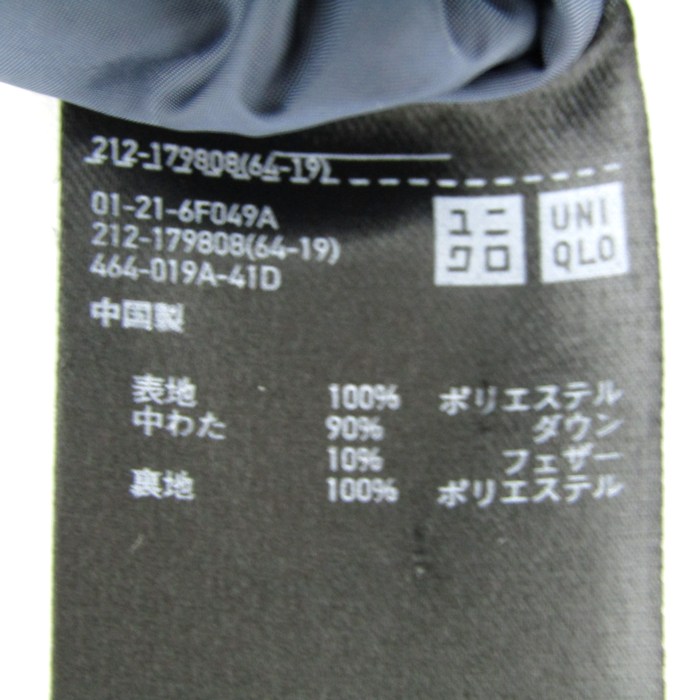 212-179808(64-19)
01-21-6F049A
212-179808(64-19)
464-019A-41D
ユニ
クロ
UNI
QLO
中国製
表地 100% ポリエステル
中わた 90% ダウン
10% フェザー
裏地 100% ポリエステル